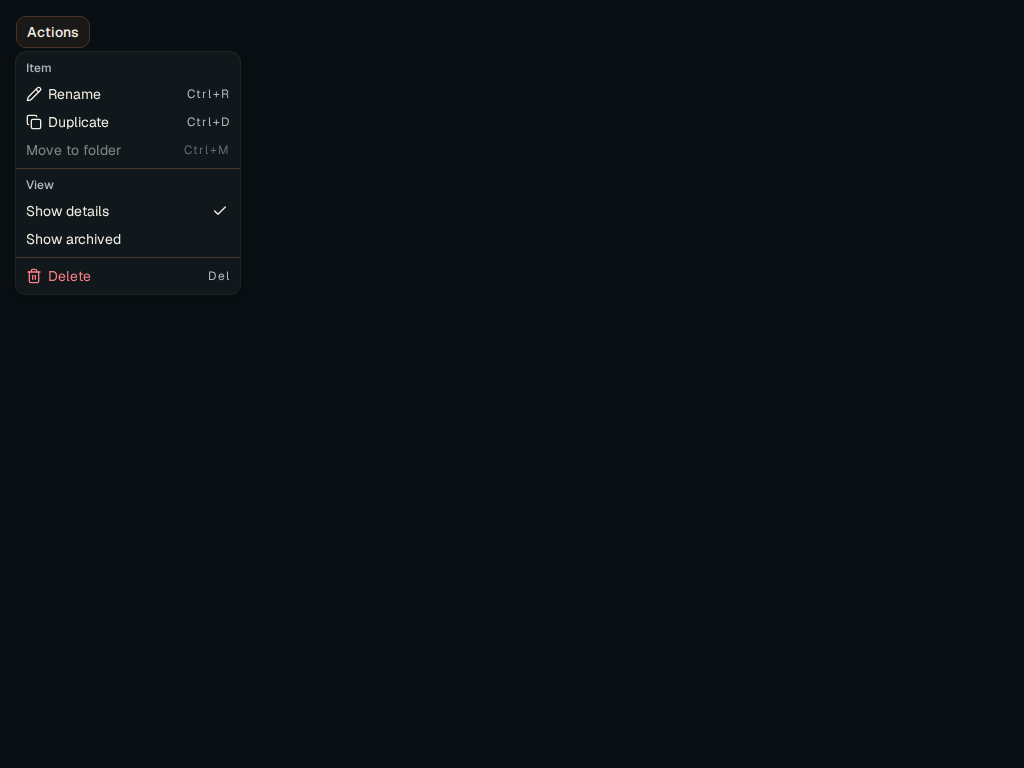 Actions
Item
Rename Ctrl+R
Duplicate Ctrl+D
Move to folder Ctrl+M
View
Show details
Show archived
Delete Del